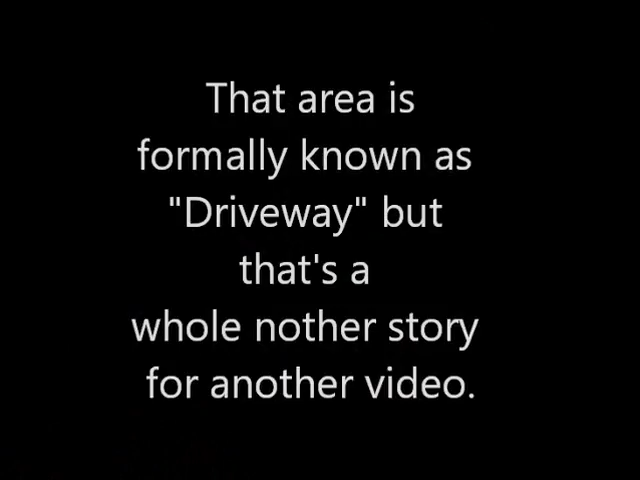 That area is
formally known as
"Driveway" but
that's a
whole nother story
for another video.